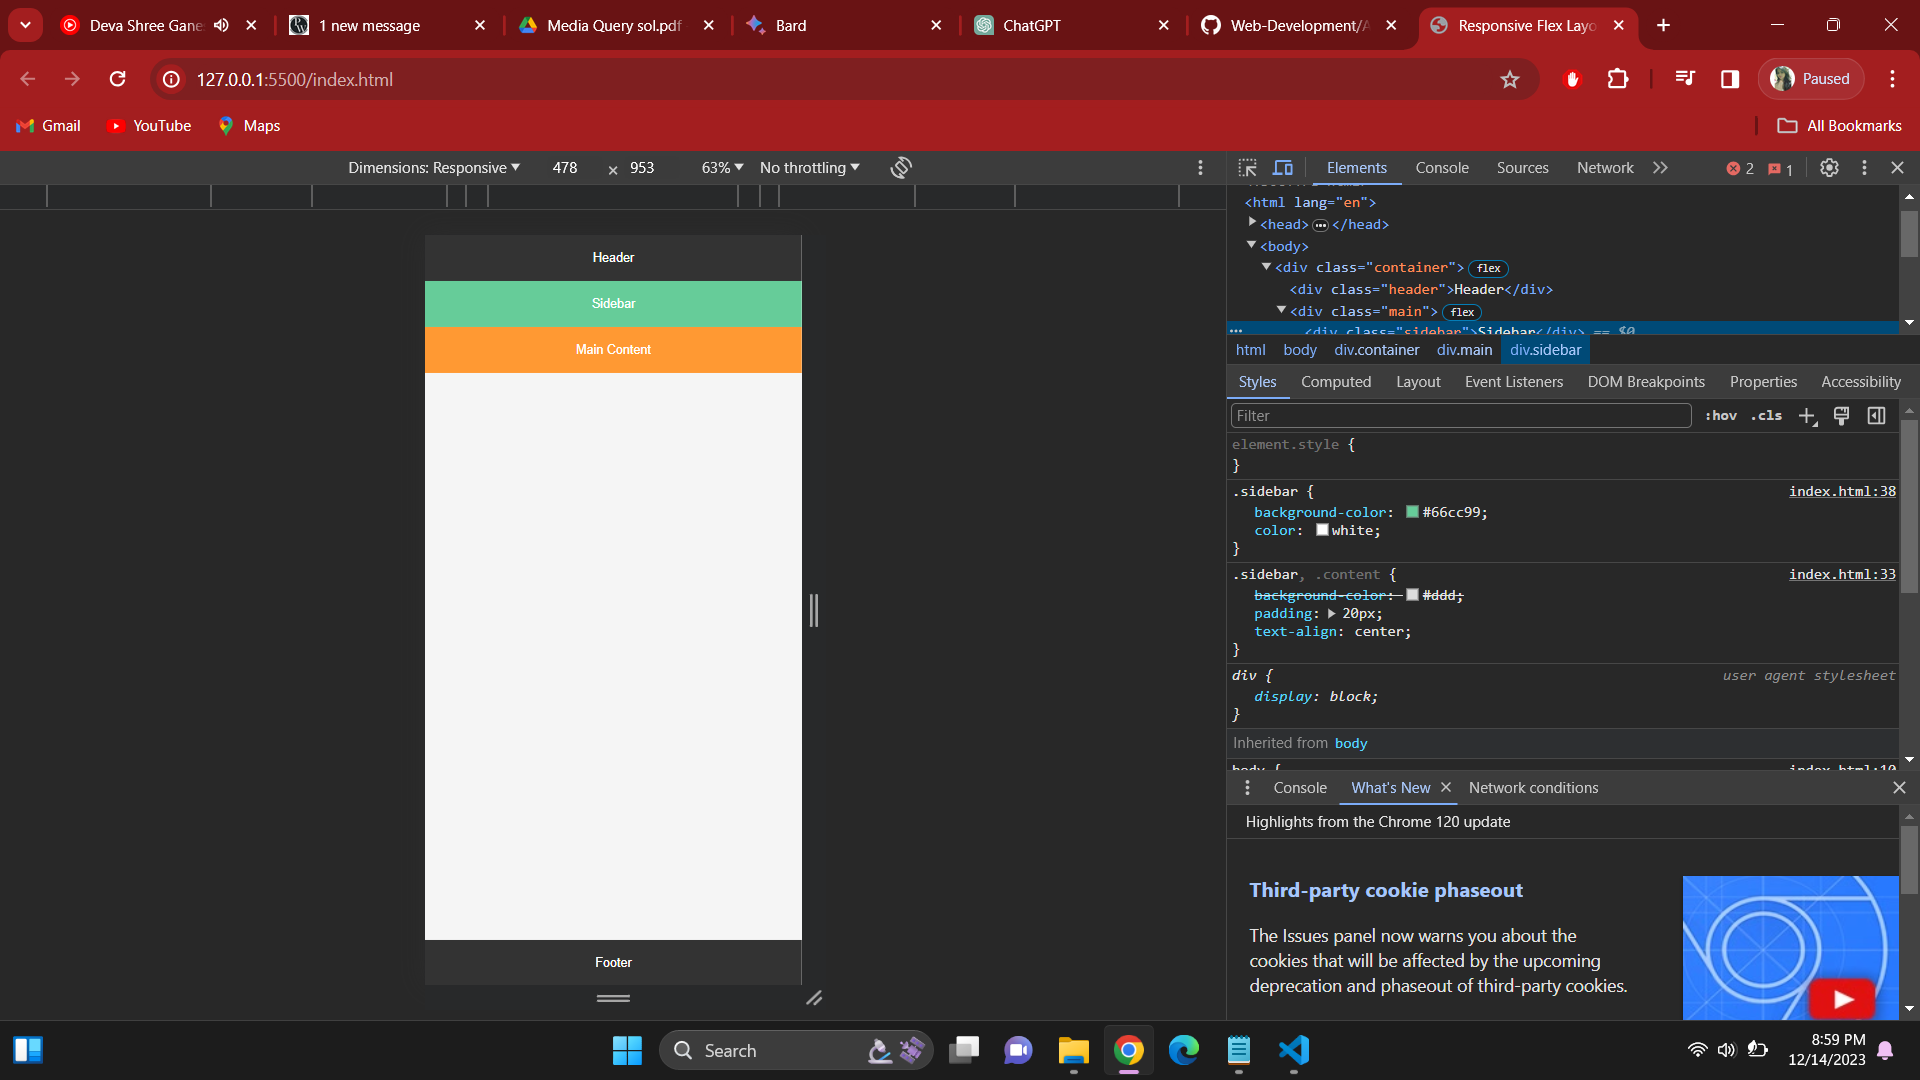 Deva Shree Gane
1 new message
Media Query sol.pdf
Bard
ChatGPT
Web-Development/A
Responsive Flex Layo
127.0.0.1:5500/index.html
Paused
Gmail
YouTube
Maps
All Bookmarks
Dimensions: Responsive
478
×
953
63%
No throttling
Elements
Console
Sources
Network
2
1
<html lang="en">
<head> ••• </head>
<body>
<div class="container"> flex
<div class="header">Header</div>
<div class="main"> flex
<div class="sidebar">Sidebar</div> == $0
html
body
div.container
div.main
div.sidebar
Styles
Computed
Layout
Event Listeners
DOM Breakpoints
Properties
Accessibility
Filter
:hov
.cls
element.style {
}
.sidebar {
index.html:38
background-color: #66cc99;
color: white;
}
.sidebar, .content {
index.html:33
background-color: #ddd;
padding: 20px;
text-align: center;
}
div {
user agent stylesheet
display: block;
}
Inherited from body
body {
index.html:10
Console
What's New
Network conditions
Highlights from the Chrome 120 update
Third-party cookie phaseout
The Issues panel now warns you about the
cookies that will be affected by the upcoming
deprecation and phaseout of third-party cookies.
Header
Sidebar
Main Content
Footer
Search
8:59 PM
12/14/2023